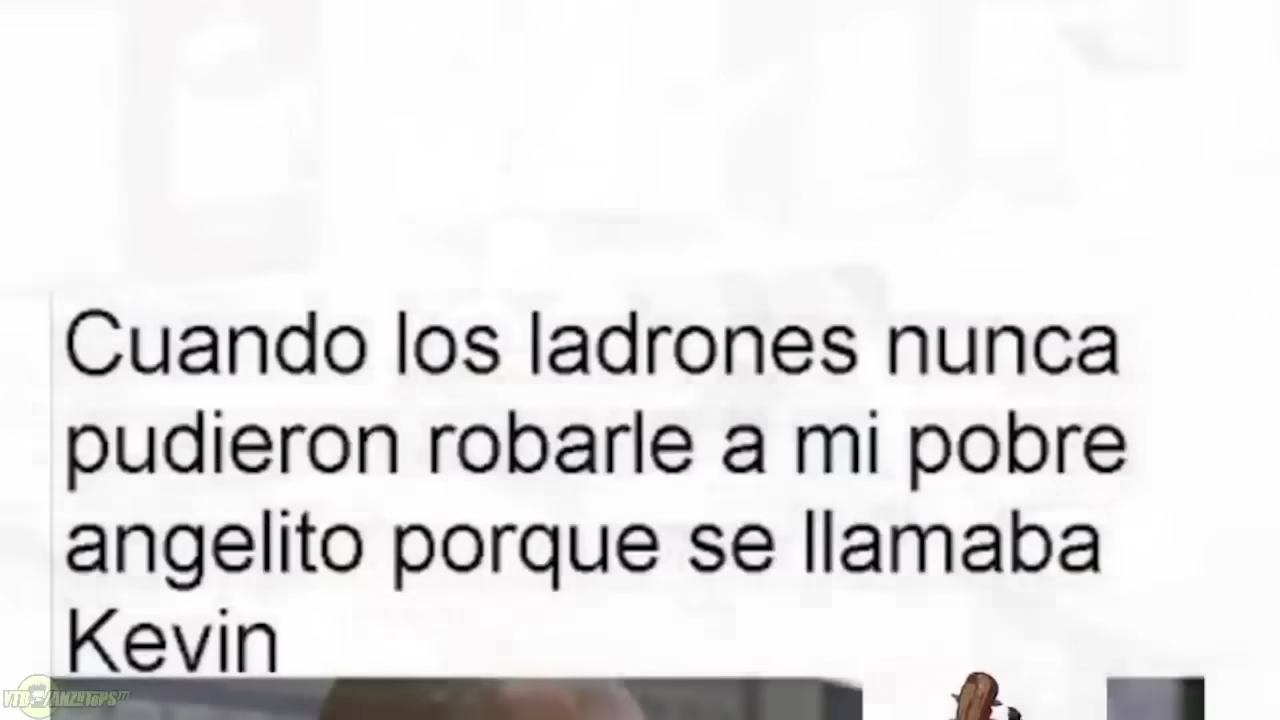 Cuando los ladrones nunca
pudieron robarle a mi pobre
angelito porque se llamaba
Kevin